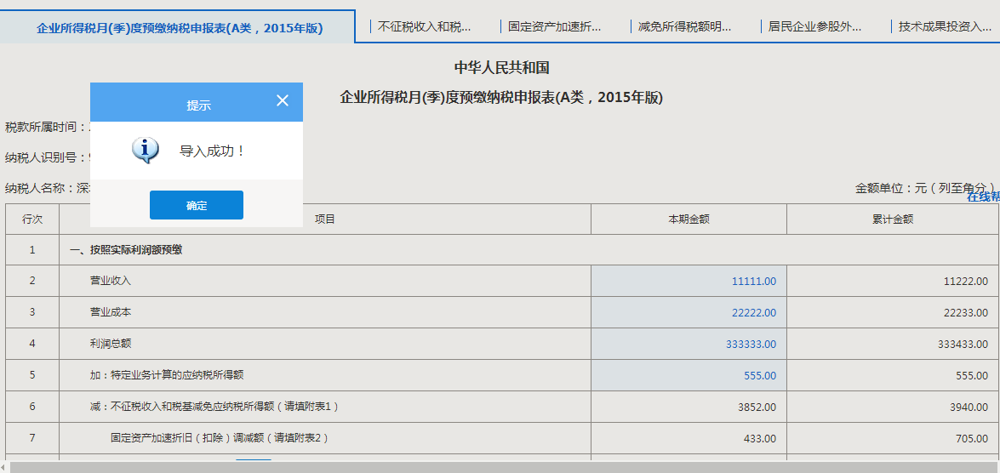 企业所得税月(季)度预缴纳税申报表(A类，2015年版)
不征税收入和税...
固定资产加速折...
减免所得税额明...
居民企业参股外...
技术成果投资入...
中华人民共和国
企业所得税月(季)度预缴纳税申报表(A类，2015年版)
提示
税款所属时间：
导入成功！
纳税人识别号：
纳税人名称：深
金额单位：元（列至角分）
在线帮
确定
行次 项目 本期金额 累计金额
1 一、按照实际利润额预缴
2 营业收入 11111.00 11222.00
3 营业成本 22222.00 22233.00
4 利润总额 333333.00 333433.00
5 加：特定业务计算的应纳税所得额 555.00 555.00
6 减：不征税收入和税基减免应纳税所得额（请填附表1） 3852.00 3940.00
7 固定资产加速折旧（扣除）调减额（请填附表2） 433.00 705.00